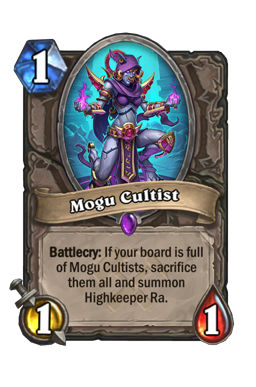 1
Mogu Cultist
Battlecry: If your board is full
of Mogu Cultists, sacrifice
them all and summon
Highkeeper Ra.
1 1